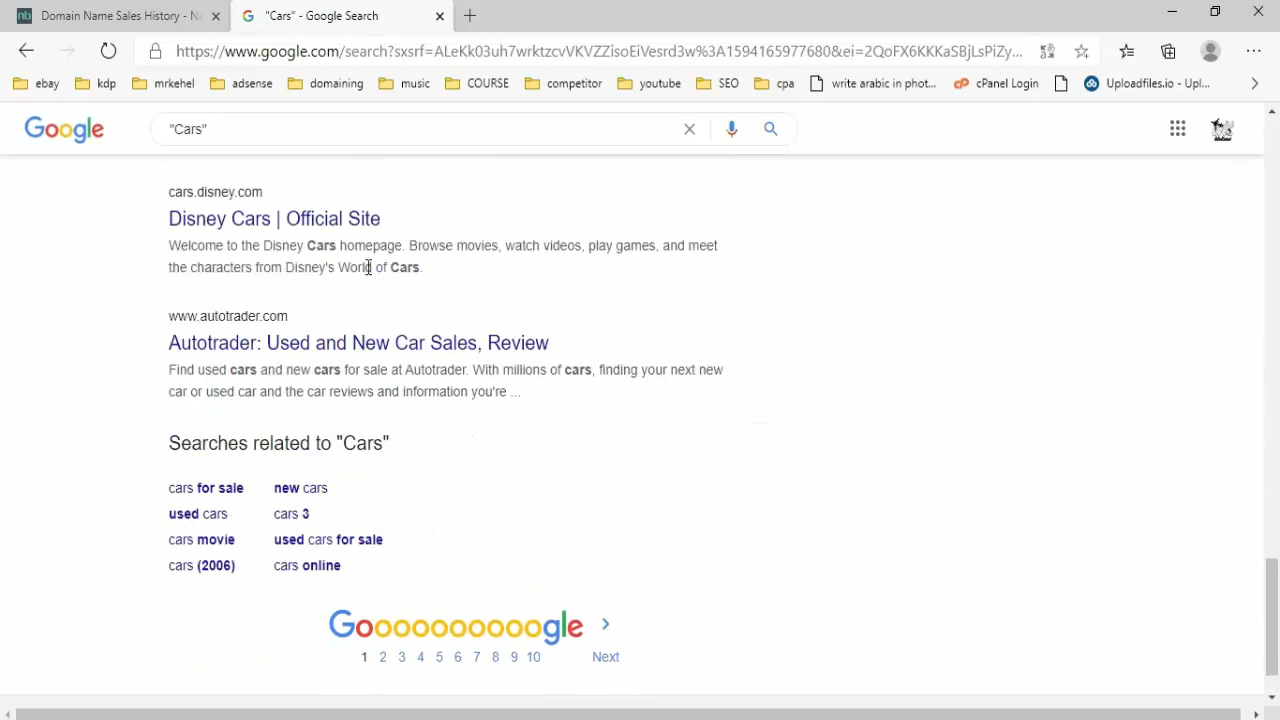 Domain Name Sales History - Na
"Cars" - Google Search
https://www.google.com/search?sxsrf=ALeKk03uh7wrktzcvVKVZZisoEiVesrd3w%3A1594165977680&ei=2QoFX6KKKaSBjLsPiZy...
ebay
kdp
mrkehel
adsense
domaining
music
COURSE
competitor
youtube
SEO
cpa
write arabic in phot...
cPanel Login
Uploadfiles.io - Upl...
Google
"Cars"
cars.disney.com
Disney Cars | Official Site
Welcome to the Disney Cars homepage. Browse movies, watch videos, play games, and meet
the characters from Disney's World of Cars.
www.autotrader.com
Autotrader: Used and New Car Sales, Review
Find used cars and new cars for sale at Autotrader. With millions of cars, finding your next new
car or used car and the car reviews and information you're ...
Searches related to "Cars"
cars for sale
new cars
used cars
cars 3
cars movie
used cars for sale
cars (2006)
cars online
Goooooooooogle
1 2 3 4 5 6 7 8 9 10 Next